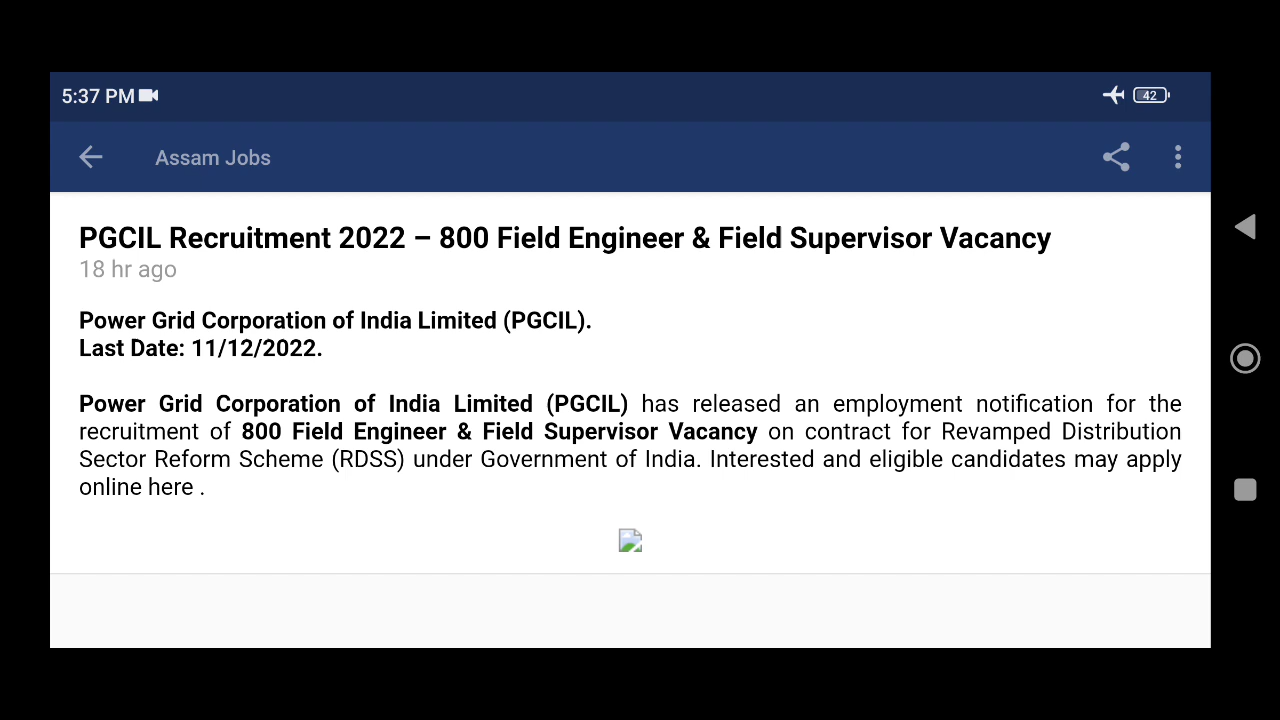 5:37 PM
42
Assam Jobs
PGCIL Recruitment 2022 – 800 Field Engineer & Field Supervisor Vacancy
18 hr ago
Power Grid Corporation of India Limited (PGCIL).
Last Date: 11/12/2022.
Power Grid Corporation of India Limited (PGCIL) has released an employment notification for the
recruitment of 800 Field Engineer & Field Supervisor Vacancy on contract for Revamped Distribution
Sector Reform Scheme (RDSS) under Government of India. Interested and eligible candidates may apply
online here .